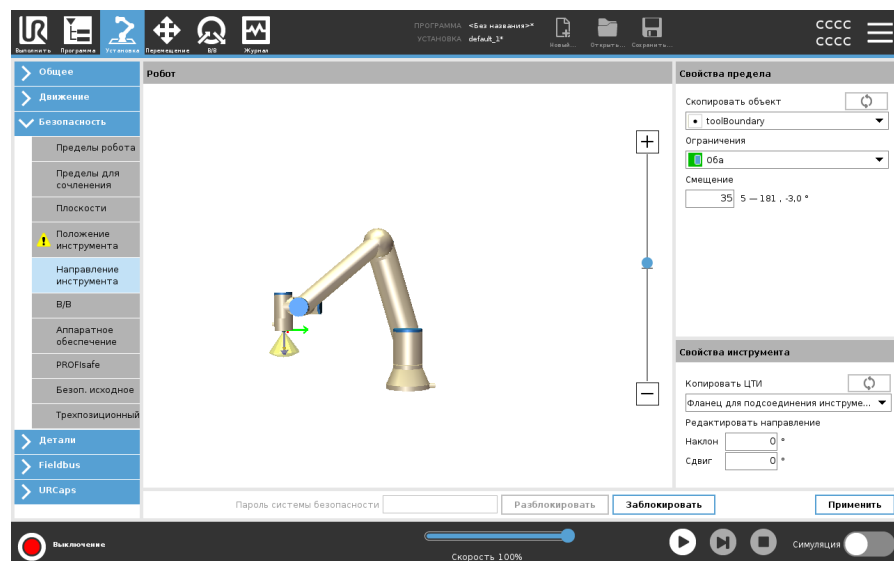 ПРОГРАММА <Без названия>*
УСТАНОВКА default_1*
Выполнить Программа Установка Перемещение В/В Журнал
Новый... Открыть... Сохранить...
CCCC
CCCC
Общее
Движение
Безопасность
Пределы робота
Пределы для
сочленения
Плоскости
Положение
инструмента
Направление
инструмента
В/В
Аппаратное
обеспечение
PROFIsafe
Безоп. исходное
Трехпозиционный
Детали
Fieldbus
URCaps
Робот
Свойства предела
Скопировать объект
toolBoundary
Ограничения
Оба
Смещение
35 5 — 181 , -3,0 °
Свойства инструмента
Копировать ЦТИ
Фланец для подсоединения инструме...
Редактировать направление
Наклон 0 °
Сдвиг 0 °
Пароль системы безопасности Разблокировать Заблокировать Применить
Выключение
Скорость 100%
Симуляция